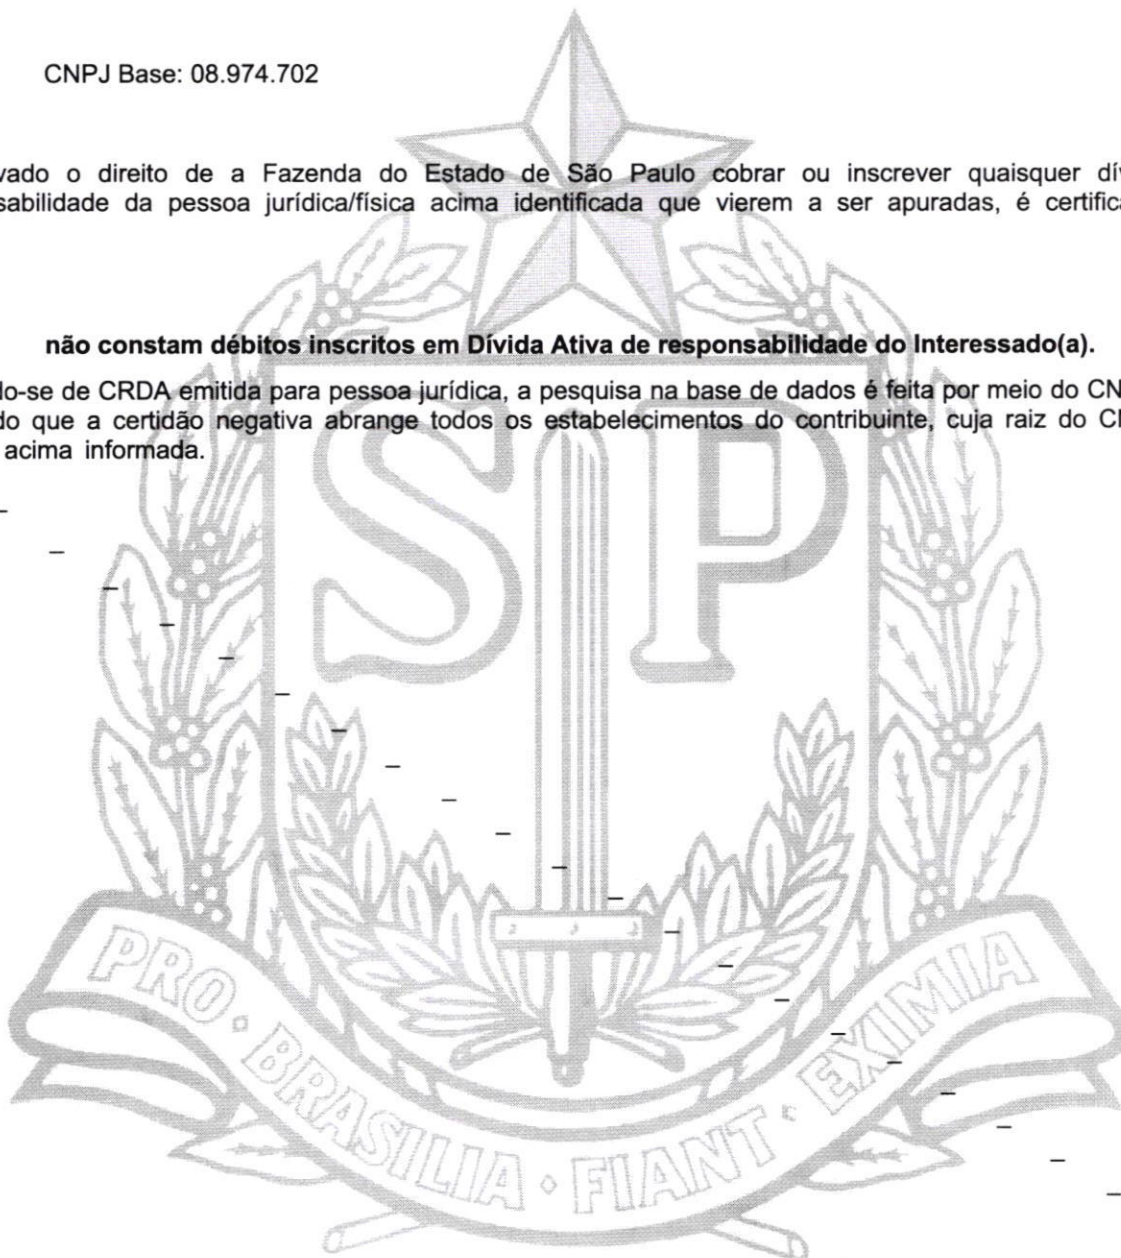 CNPJ Base: 08.974.702
vado o direito de a Fazenda do Estado de São Paulo cobrar ou inscrever quaisquer dív
sabilidade da pessoa jurídica/física acima identificada que vierem a ser apuradas, é certifica
não constam débitos inscritos em Dívida Ativa de responsabilidade do Interessado(a).
do-se de CRDA emitida para pessoa jurídica, a pesquisa na base de dados é feita por meio do CN
do que a certidão negativa abrange todos os estabelecimentos do contribuinte, cuja raiz do CN
acima informada.
SP
PRO BRASILIA FIANT EXIMIA